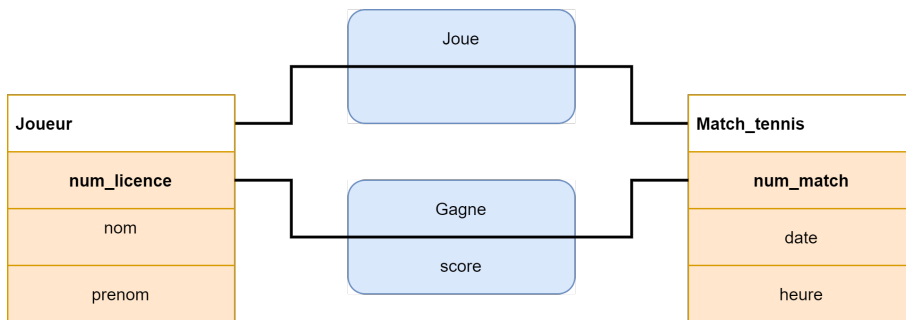 Joue
Joueur
num_licence
nom
prenom
Gagne
score
Match_tennis
num_match
date
heure